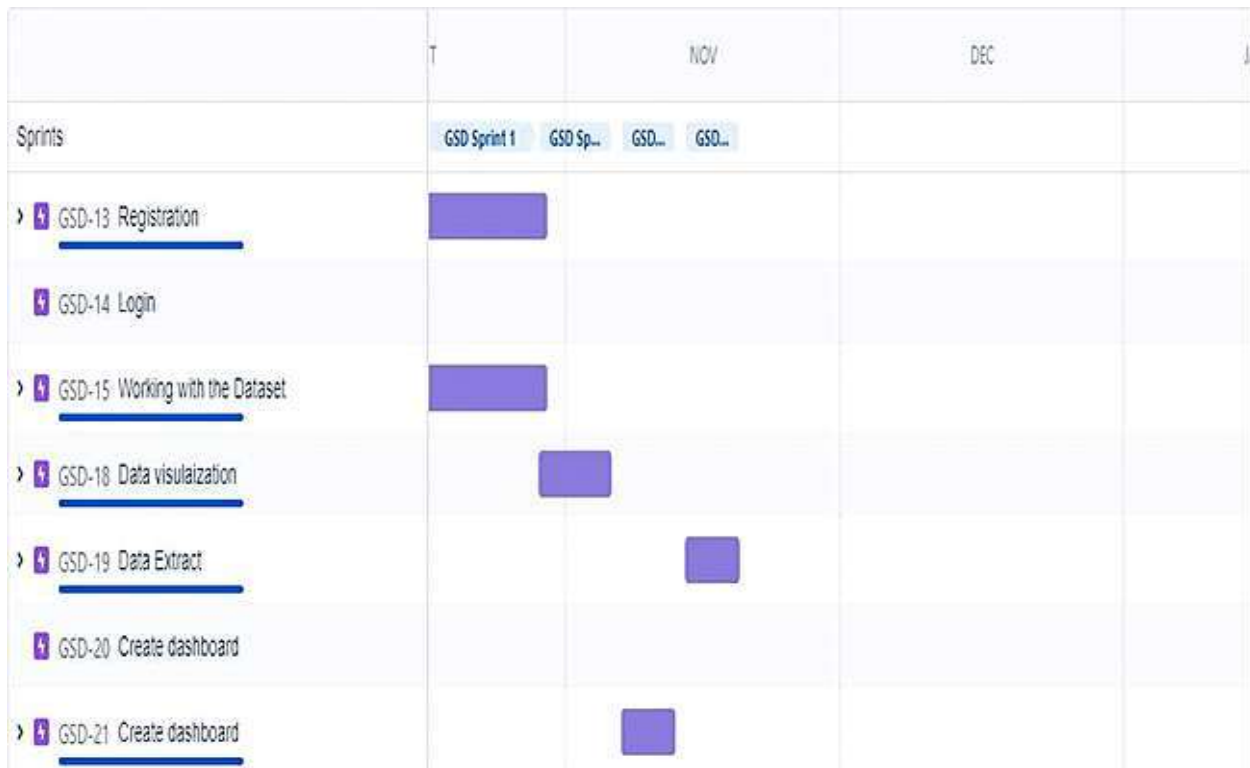 T NOV DEC J
Sprints GSD Sprint 1 GSD Sp... GSD... GSD...
GSD-13 Registration
GSD-14 Login
GSD-15 Working with the Dataset
GSD-18 Data visulaization
GSD-19 Data Extract
GSD-20 Create dashboard
GSD-21 Create dashboard